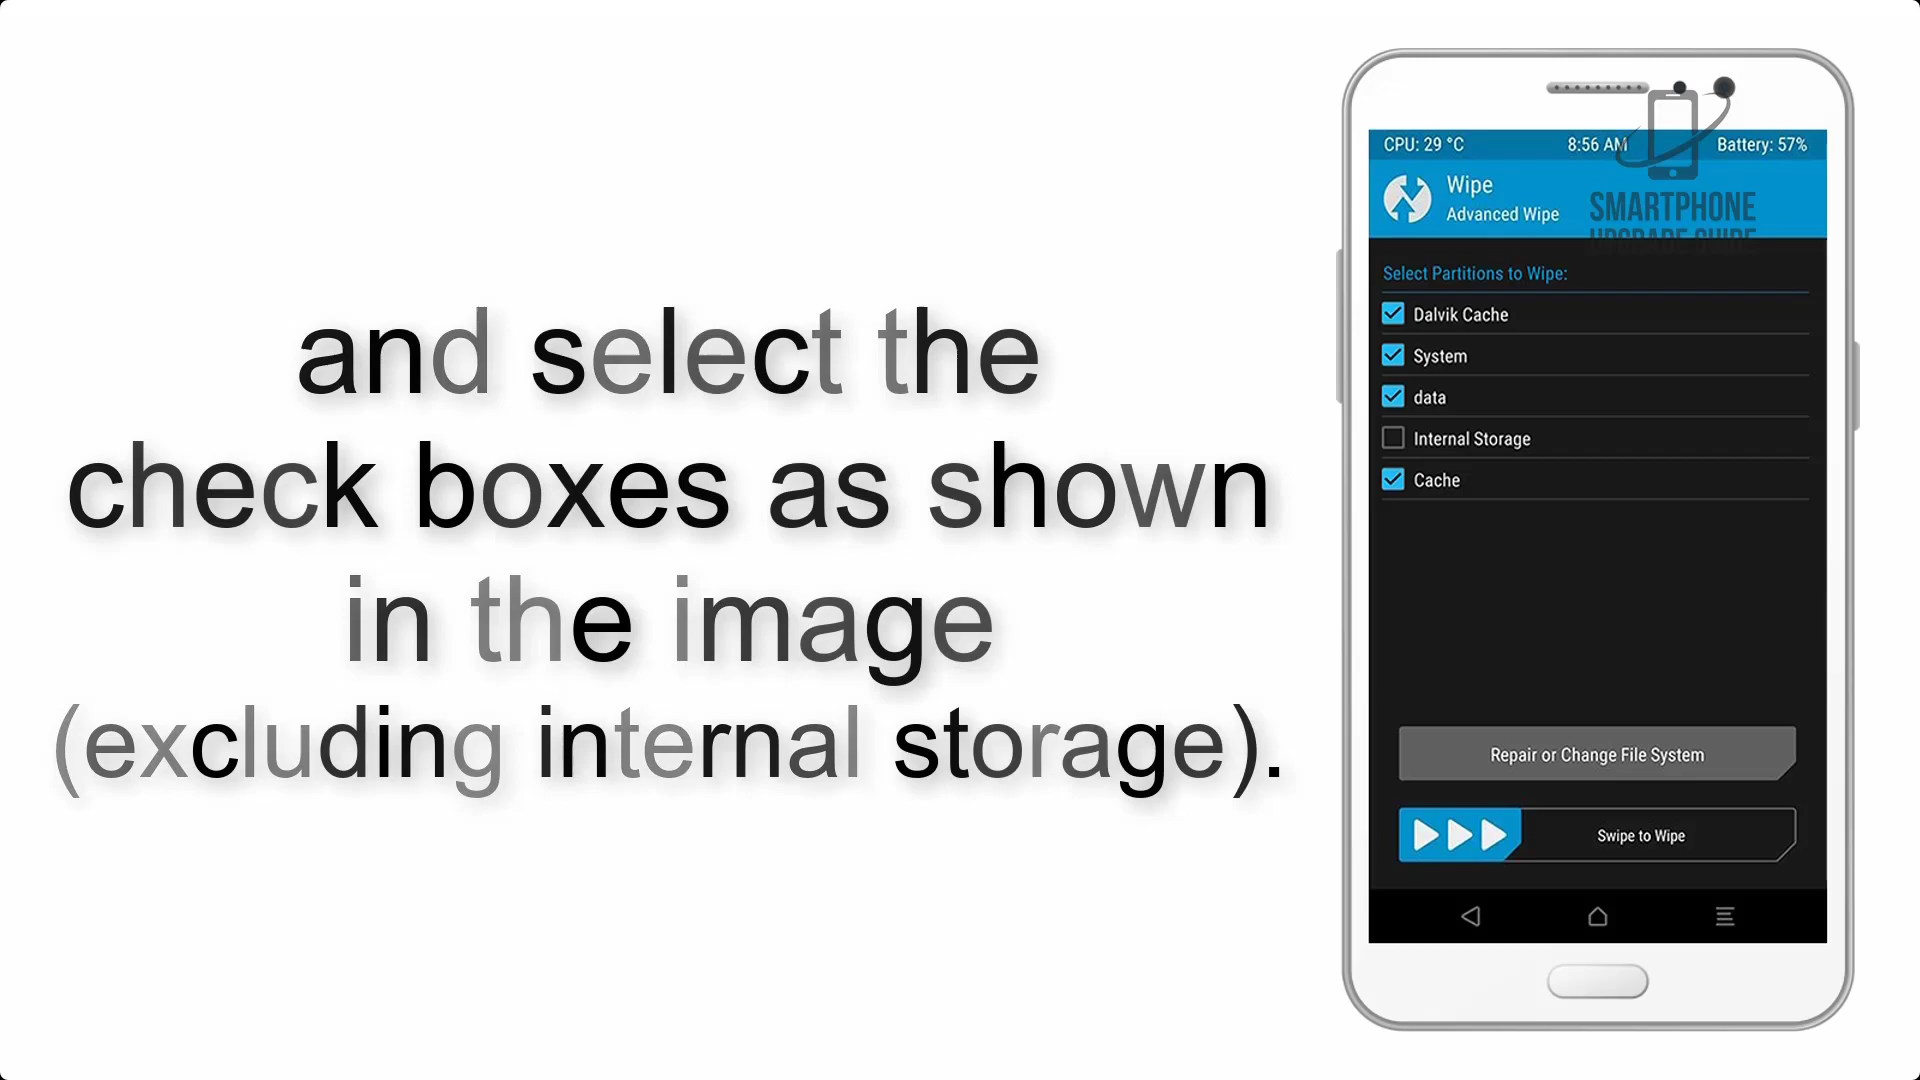 and select the
check boxes as shown
in the image
(excluding internal storage).
CPU: 29 °C 8:56 AM Battery: 57%
Wipe
Advanced Wipe
SMARTPHONE
UPGRADE GUIDE
Select Partitions to Wipe:
Dalvik Cache
System
data
Internal Storage
Cache
Repair or Change File System
Swipe to Wipe